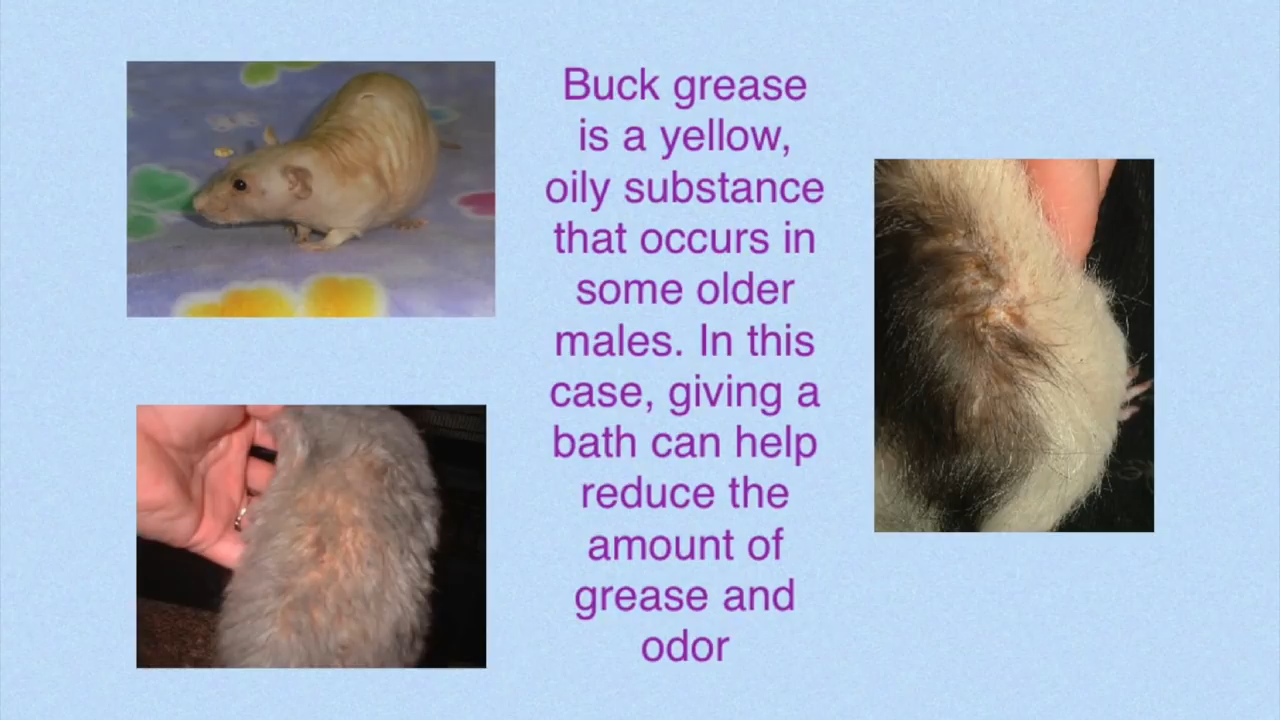 Buck grease
is a yellow,
oily substance
that occurs in
some older
males. In this
case, giving a
bath can help
reduce the
amount of
grease and
odor